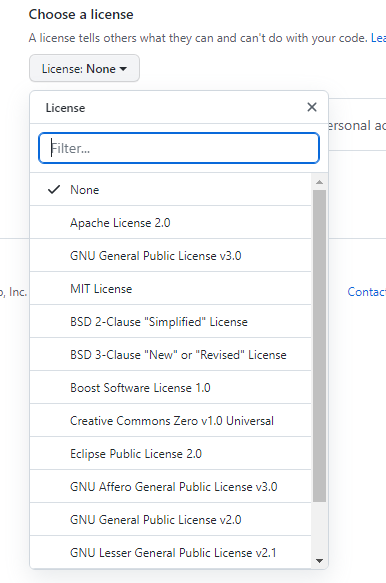 Choose a license
A license tells others what they can and can't do with your code. Lea
License: None
License
ersonal ac
Filter...
None
Apache License 2.0
GNU General Public License v3.0
, Inc.
MIT License
Contac
BSD 2-Clause "Simplified" License
BSD 3-Clause "New" or "Revised" License
Boost Software License 1.0
Creative Commons Zero v1.0 Universal
Eclipse Public License 2.0
GNU Affero General Public License v3.0
GNU General Public License v2.0
GNU Lesser General Public License v2.1